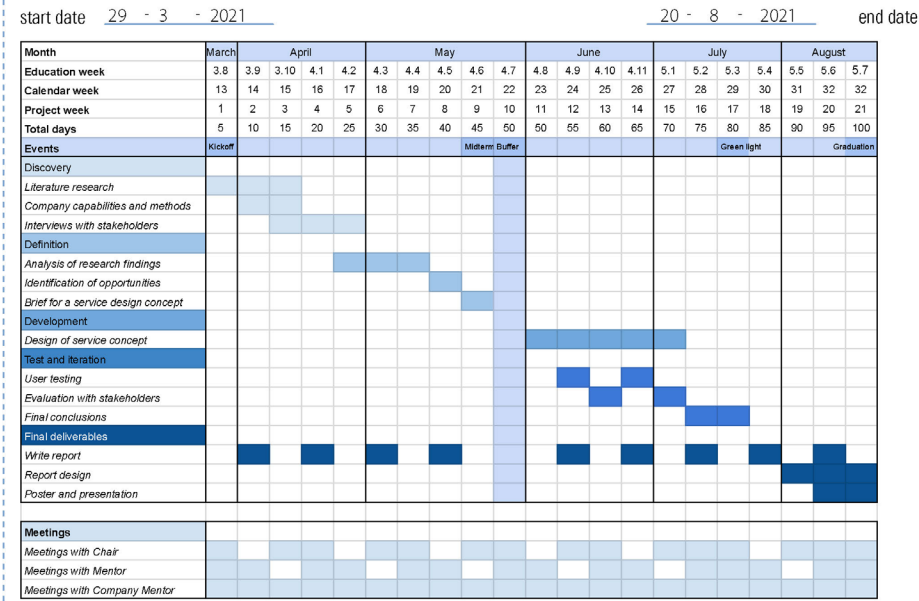 start date 29 - 3 - 2021 20 - 8 - 2021 end date
Month March April May June July August
Education week 3.8 3.9 3.10 4.1 4.2 4.3 4.4 4.5 4.6 4.7 4.8 4.9 4.10 4.11 5.1 5.2 5.3 5.4 5.5 5.6 5.7
Calendar week 13 14 15 16 17 18 19 20 21 22 23 24 25 26 27 28 29 30 31 32 32
Project week 1 2 3 4 5 6 7 8 9 10 11 12 13 14 15 16 17 18 19 20 21
Total days 5 10 15 20 25 30 35 40 45 50 50 55 60 65 70 75 80 85 90 95 100
Events Kickoff Midterm Buffer Green light Graduation
Discovery
Literature research
Company capabilities and methods
Interviews with stakeholders
Definition
Analysis of research findings
Identification of opportunities
Brief for a service design concept
Development
Design of service concept
Test and iteration
User testing
Evaluation with stakeholders
Final conclusions
Final deliverables
Write report
Report design
Poster and presentation
Meetings
Meetings with Chair
Meetings with Mentor
Meetings with Company Mentor